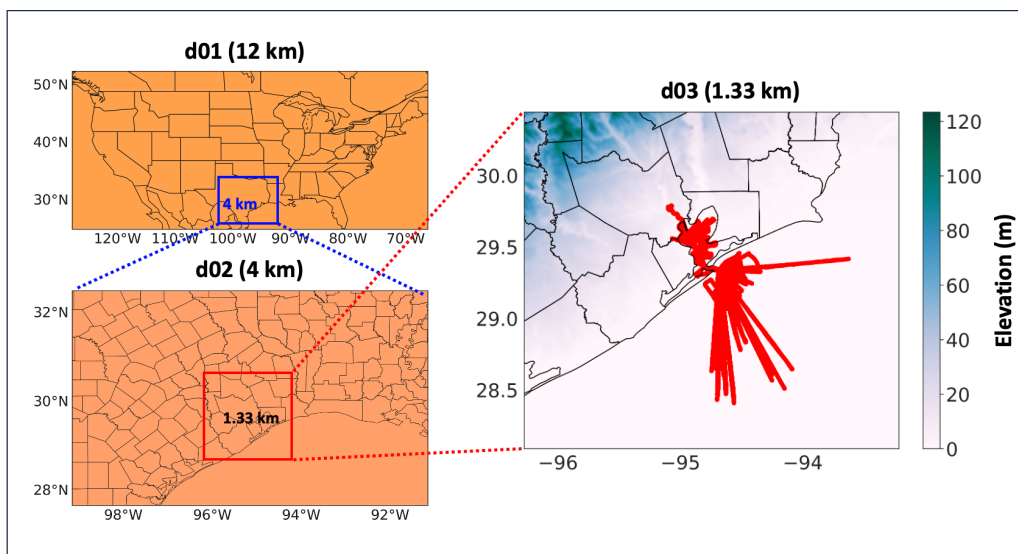 d01 (12 km)
50°N
40°N
30°N
4 km
120°W 110°W 100°W 90°W 80°W 70°W
d02 (4 km)
32°N
30°N
28°N
1.33 km
98°W 96°W 94°W 92°W
d03 (1.33 km)
30.0
29.5
29.0
28.5
−96 −95 −94
120
100
80
60
40
20
0
Elevation (m)